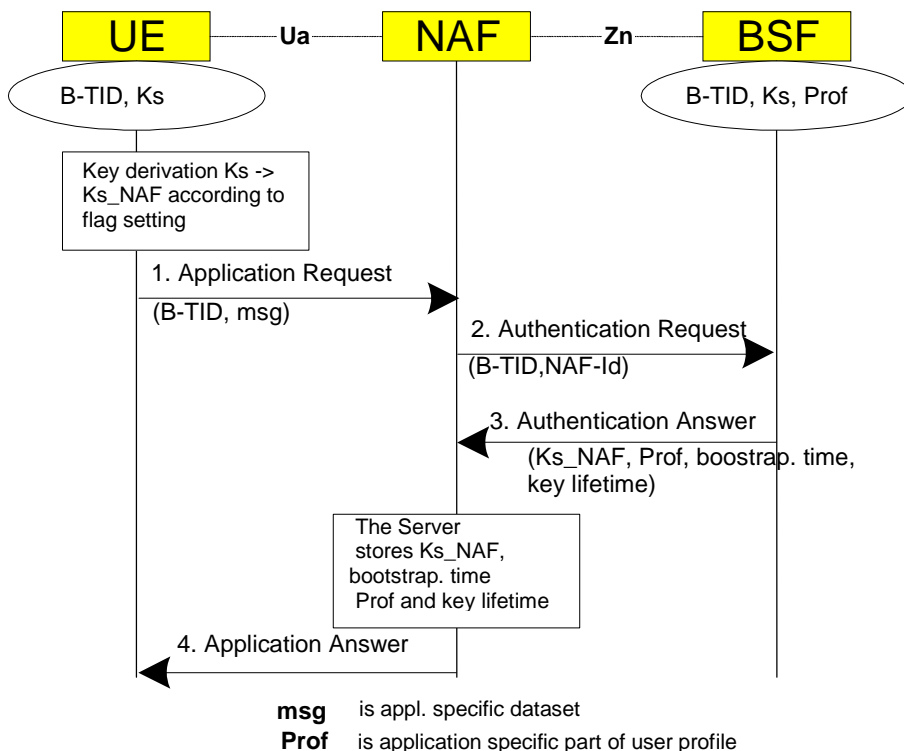 UE Ua NAF Zn BSF
B-TID, Ks
B-TID, Ks, Prof
Key derivation Ks ->
Ks_NAF according to
flag setting
1. Application Request
(B-TID, msg)
2. Authentication Request
(B-TID,NAF-Id)
3. Authentication Answer
(Ks_NAF, Prof, boostrap. time,
key lifetime)
The Server
stores Ks_NAF,
bootstrap. time
Prof and key lifetime
4. Application Answer
msg is appl. specific dataset
Prof is application specific part of user profile